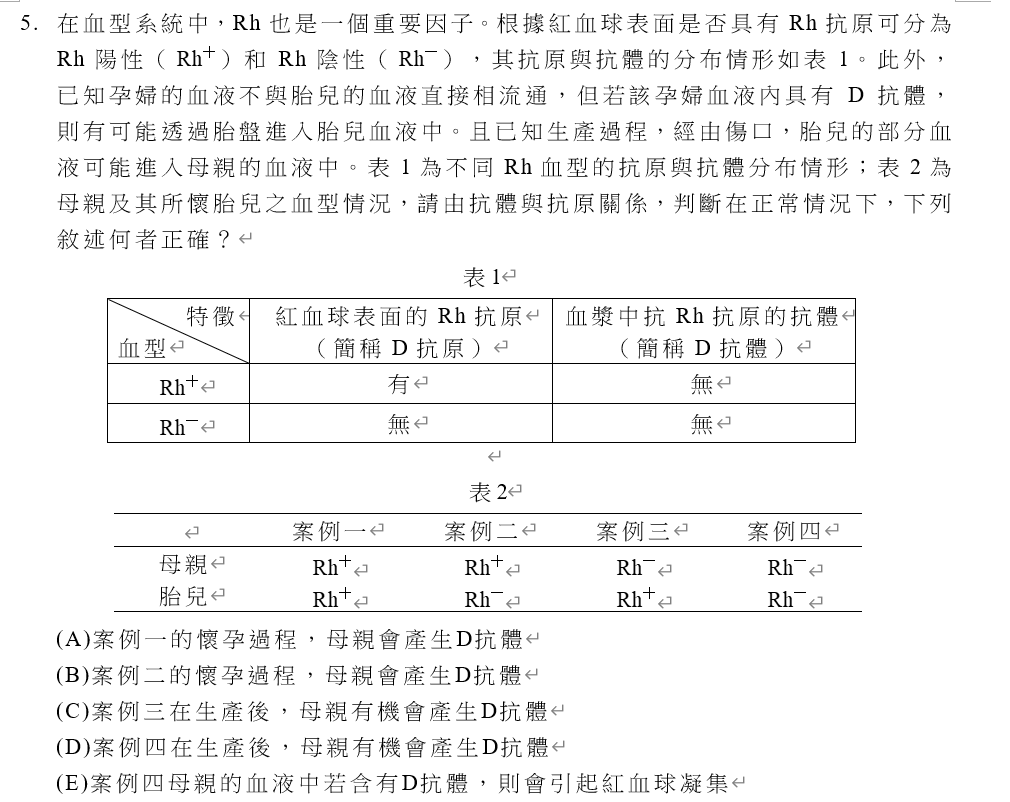 5. 在血型系統中，Rh 也是一個重要因子。根據紅血球表面是否具有 Rh 抗原可分為
Rh 陽性（ Rh⁺ ）和 Rh 陰性（ Rh⁻ ），其抗原與抗體的分布情形如表 1。此外，
已知孕婦的血液不與胎兒的血液直接相流通，但若該孕婦血液內具有 D 抗體，
則有可能透過胎盤進入胎兒血液中。且已知生產過程，經由傷口，胎兒的部分血
液可能進入母親的血液中。表 1 為不同 Rh 血型的抗原與抗體分布情形；表 2 為
母親及其所懷胎兒之血型情況，請由抗體與抗原關係，判斷在正常情況下，下列
敘述何者正確？↵
表 1↵
特徵↵ 紅血球表面的 Rh 抗原↵ 血漿中抗 Rh 抗原的抗體↵
血型↵ （簡稱 D 抗原）↵ （簡稱 D 抗體）↵
Rh⁺↵ 有↵ 無↵
Rh⁻↵ 無↵ 無↵
↵
表 2↵
↵ 案例一↵ 案例二↵ 案例三↵ 案例四↵
母親↵ Rh⁺↵ Rh⁺↵ Rh⁻↵ Rh⁻↵
胎兒↵ Rh⁺↵ Rh⁻↵ Rh⁺↵ Rh⁻↵
(A)案例一的懷孕過程，母親會產生D抗體↵
(B)案例二的懷孕過程，母親會產生D抗體↵
(C)案例三在生產後，母親有機會產生D抗體↵
(D)案例四在生產後，母親有機會產生D抗體↵
(E)案例四母親的血液中若含有D抗體，則會引起紅血球凝集↵